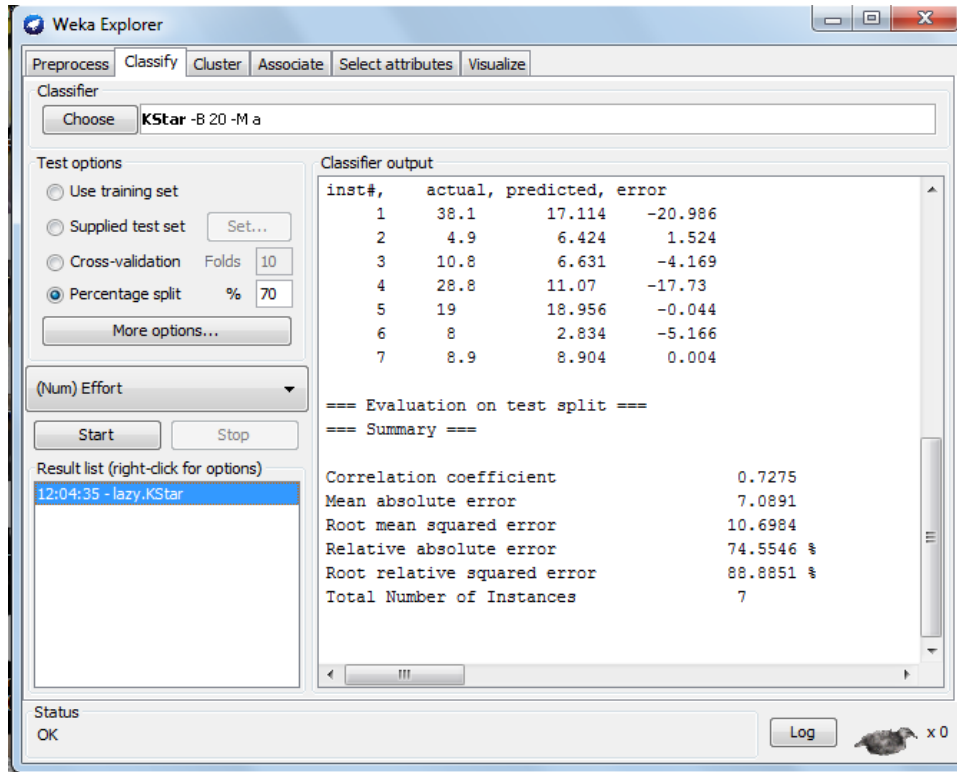 Weka Explorer
Preprocess Classify Cluster Associate Select attributes Visualize
Classifier
Choose KStar -B 20 -M a
Test options
Use training set
Supplied test set Set...
Cross-validation Folds 10
Percentage split % 70
More options...
(Num) Effort
Start Stop
Result list (right-click for options)
12:04:35 - lazy.KStar
Classifier output
inst#, actual, predicted, error
1 38.1 17.114 -20.986
2 4.9 6.424 1.524
3 10.8 6.631 -4.169
4 28.8 11.07 -17.73
5 19 18.956 -0.044
6 8 2.834 -5.166
7 8.9 8.904 0.004
=== Evaluation on test split ===
=== Summary ===
Correlation coefficient 0.7275
Mean absolute error 7.0891
Root mean squared error 10.6984
Relative absolute error 74.5546 %
Root relative squared error 88.8851 %
Total Number of Instances 7
Status
OK
Log x 0